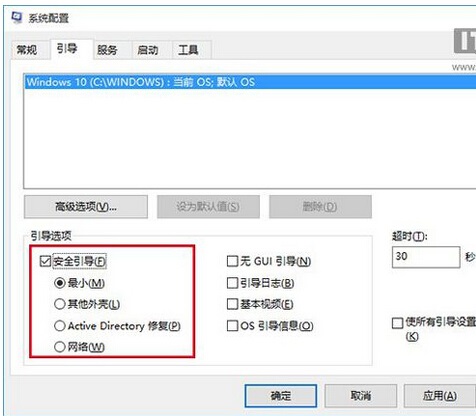 系统配置
IT
www.
常规 引导 服务 启动 工具
Windows 10 (C:\WINDOWS) : 当前 OS; 默认 OS
高级选项(V)... 设为默认值(S) 删除(D)
引导选项 超时(T):
安全引导(F) 无 GUI 引导(N) 30 秒
最小(M) 引导日志(B)
其他外壳(L) 基本视频(E)
Active Directory 修复(P) OS 引导信息(O) 使所有引导设置
(K)
网络(W)
确定 取消 应用(A)